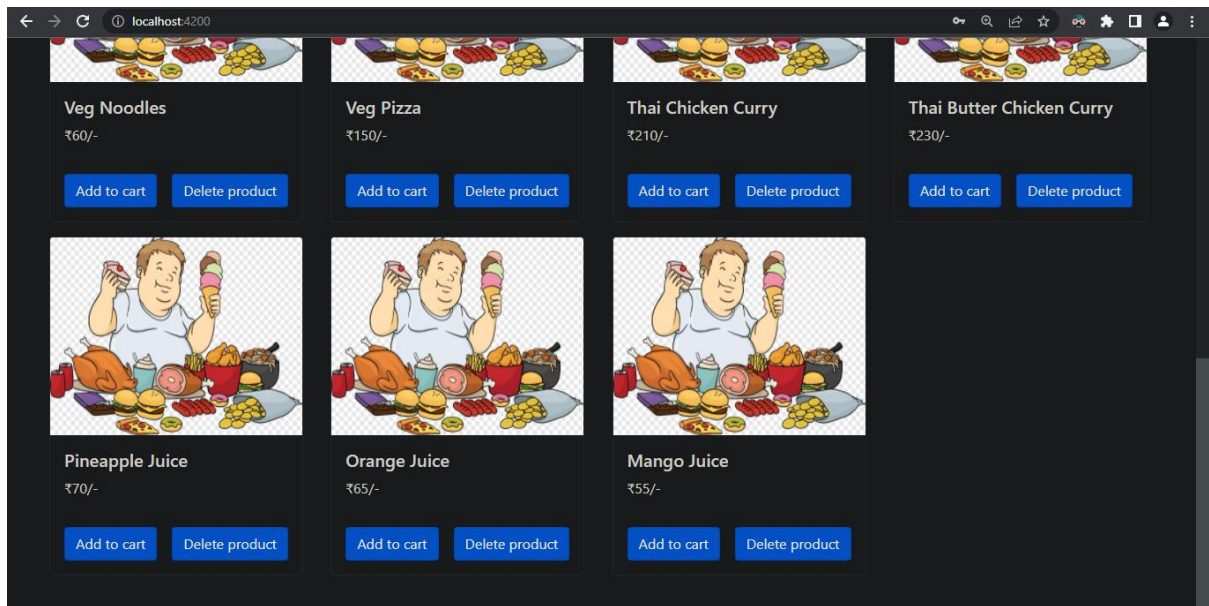 localhost:4200
Veg Noodles Veg Pizza Thai Chicken Curry Thai Butter Chicken Curry
₹60/- ₹150/- ₹210/- ₹230/-
Add to cart Delete product Add to cart Delete product Add to cart Delete product Add to cart Delete product
Pineapple Juice Orange Juice Mango Juice
₹70/- ₹65/- ₹55/-
Add to cart Delete product Add to cart Delete product Add to cart Delete product